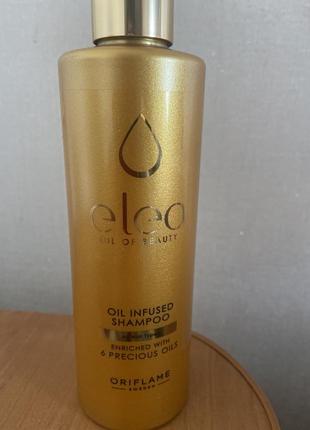 eleo
OIL OF BEAUTY
OIL INFUSED
SHAMPOO
ENRICHED WITH
6 PRECIOUS OILS
ORIFLAME
SWEDEN